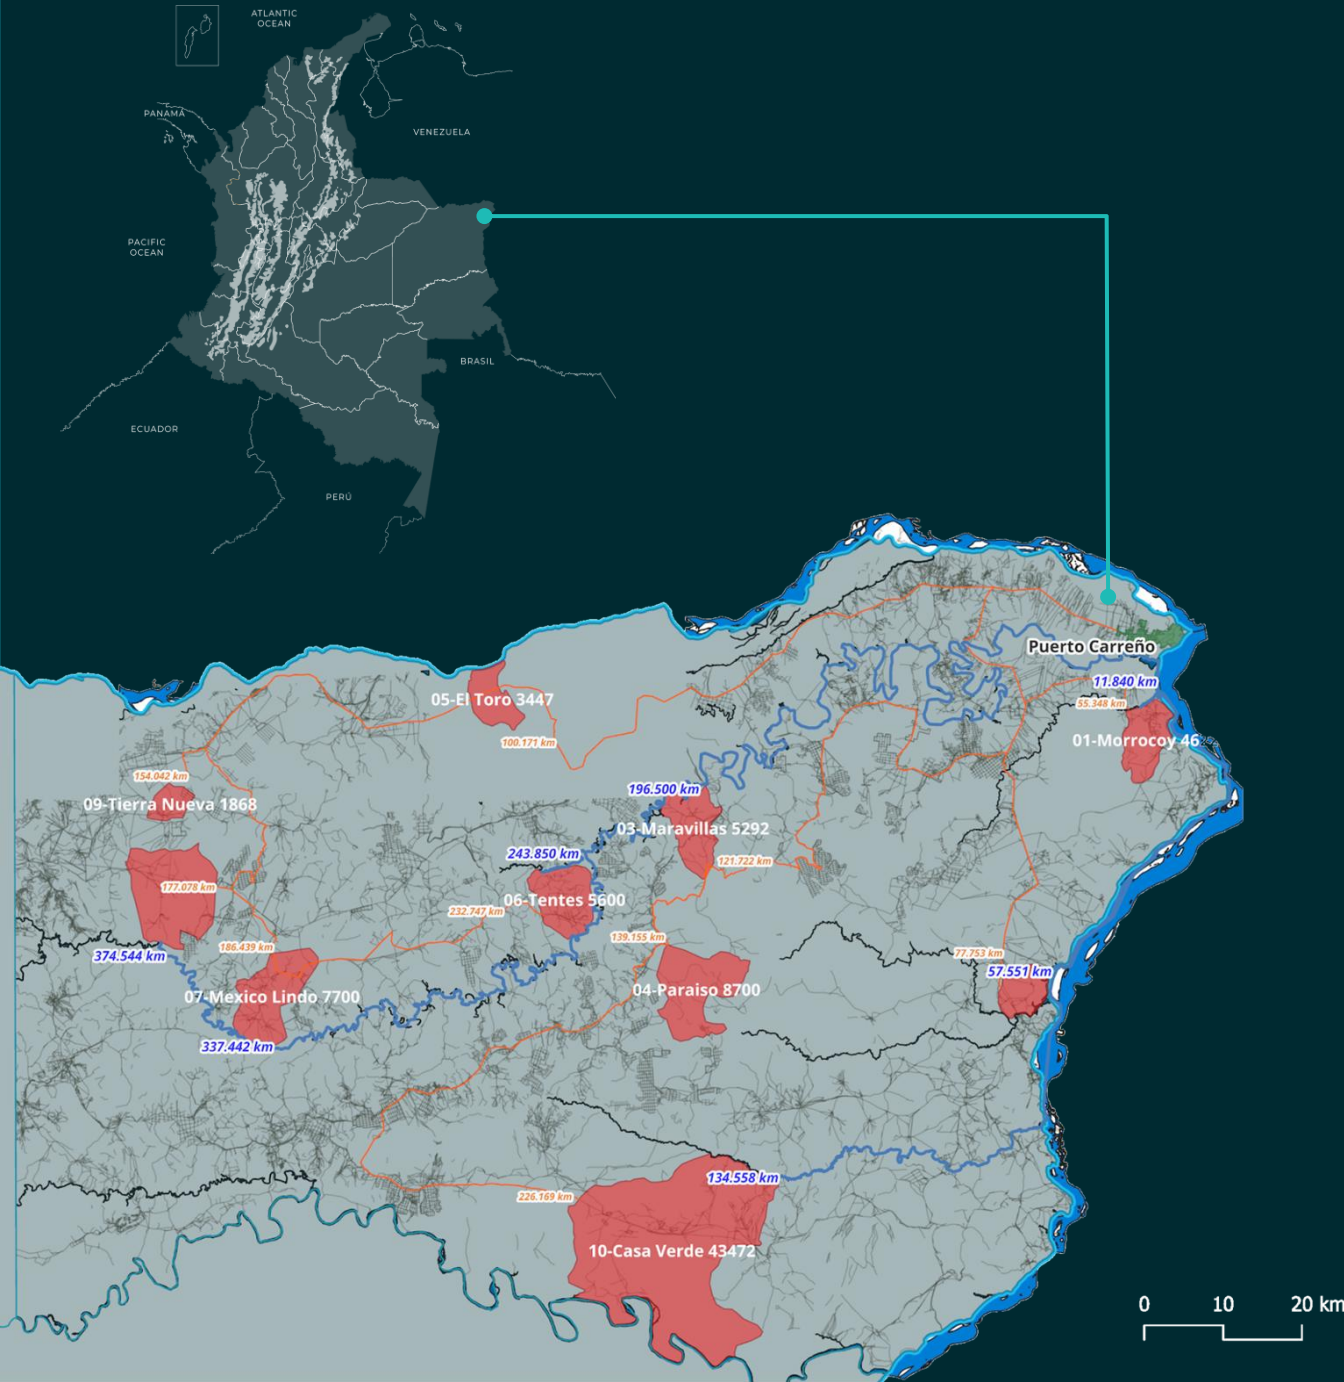 ATLANTIC
OCEAN
PANAMÁ
VENEZUELA
PACIFIC
OCEAN
BRASIL
ECUADOR
PERÚ
Puerto Carreño
11.840 km
55.348 km
05-El Toro 3447
01-Morrocoy 46
100.171 km
154.042 km
196.500 km
09-Tierra Nueva 1868
03-Maravillas 5292
243.850 km
121.722 km
177.078 km
06-Tentes 5600
232.747 km
139.155 km
186.439 km
374.544 km
77.753 km
57.551 km
04-Paraiso 8700
07-Mexico Lindo 7700
337.442 km
134.558 km
226.169 km
10-Casa Verde 43472
0 10 20 km